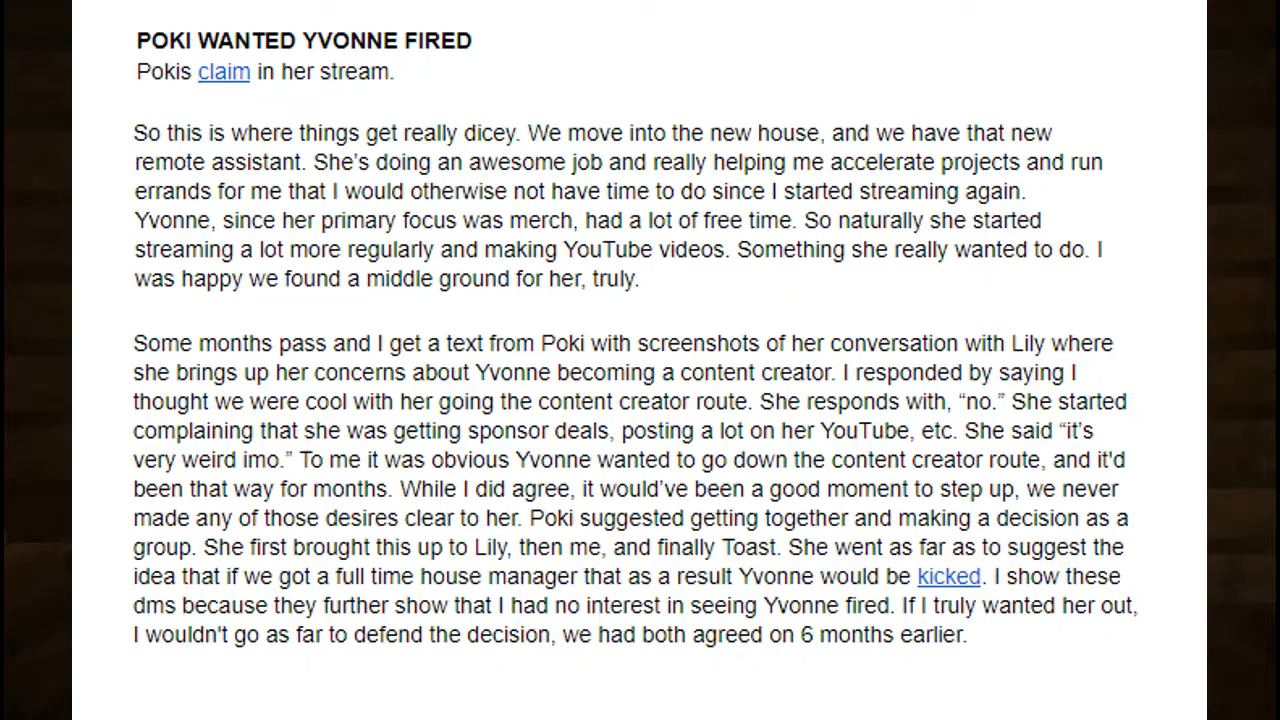 POKI WANTED YVONNE FIRED
Pokis claim in her stream.
So this is where things get really dicey. We move into the new house, and we have that new
remote assistant. She's doing an awesome job and really helping me accelerate projects and run
errands for me that I would otherwise not have time to do since I started streaming again.
Yvonne, since her primary focus was merch, had a lot of free time. So naturally she started
streaming a lot more regularly and making YouTube videos. Something she really wanted to do. I
was happy we found a middle ground for her, truly.
Some months pass and I get a text from Poki with screenshots of her conversation with Lily where
she brings up her concerns about Yvonne becoming a content creator. I responded by saying I
thought we were cool with her going the content creator route. She responds with, “no.” She started
complaining that she was getting sponsor deals, posting a lot on her YouTube, etc. She said “it’s
very weird imo.” To me it was obvious Yvonne wanted to go down the content creator route, and it'd
been that way for months. While I did agree, it would’ve been a good moment to step up, we never
made any of those desires clear to her. Poki suggested getting together and making a decision as a
group. She first brought this up to Lily, then me, and finally Toast. She went as far as to suggest the
idea that if we got a full time house manager that as a result Yvonne would be kicked. I show these
dms because they further show that I had no interest in seeing Yvonne fired. If I truly wanted her out,
I wouldn't go as far to defend the decision, we had both agreed on 6 months earlier.